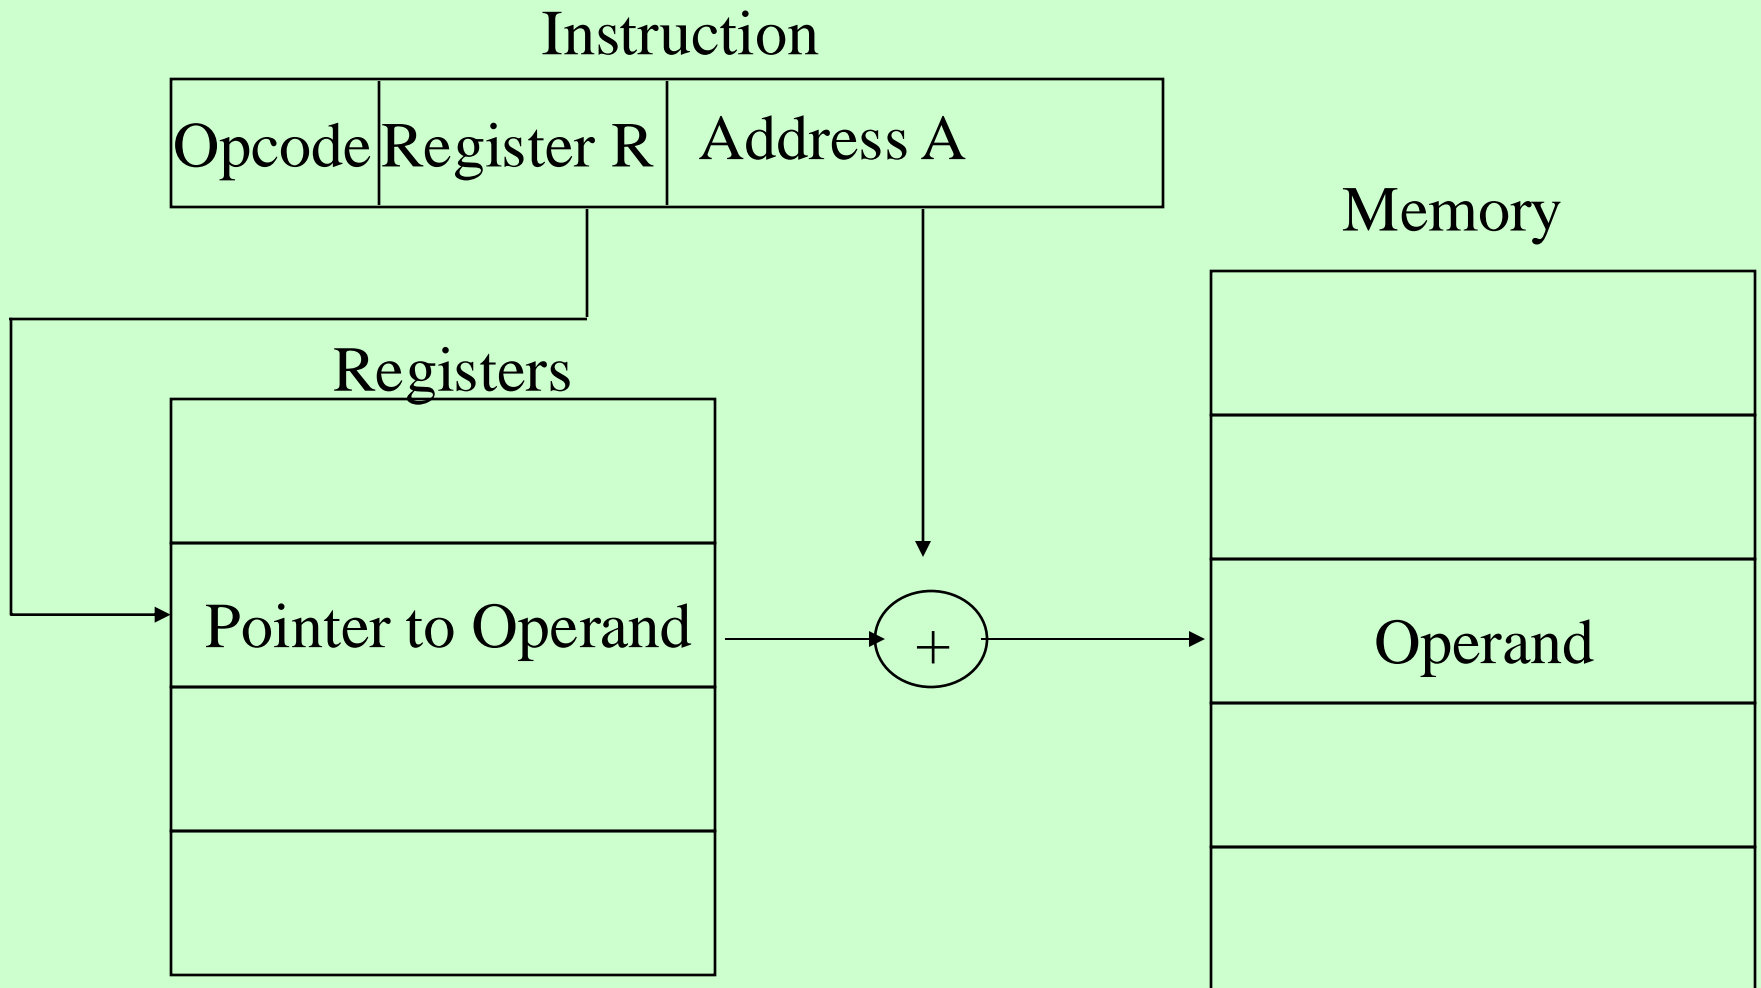 Instruction
Opcode Register R Address A
Memory
Registers
Pointer to Operand + Operand